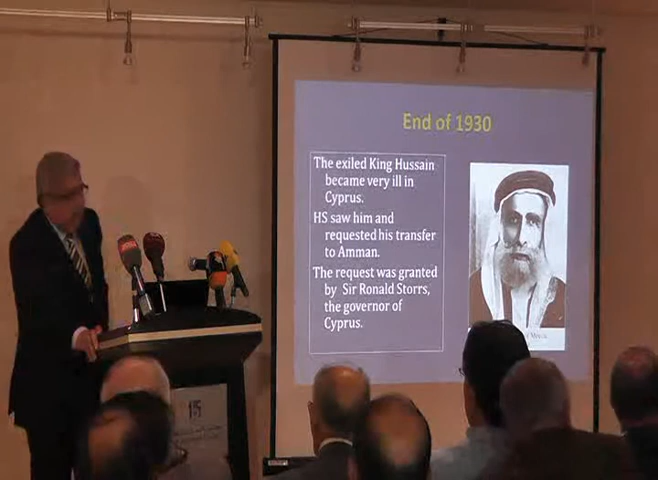 End of 1930
The exiled King Hussain
became very ill in
Cyprus.
HS saw him and
requested his transfer
to Amman.
The request was granted
by Sir Ronald Storrs,
the governor of
Cyprus.
15